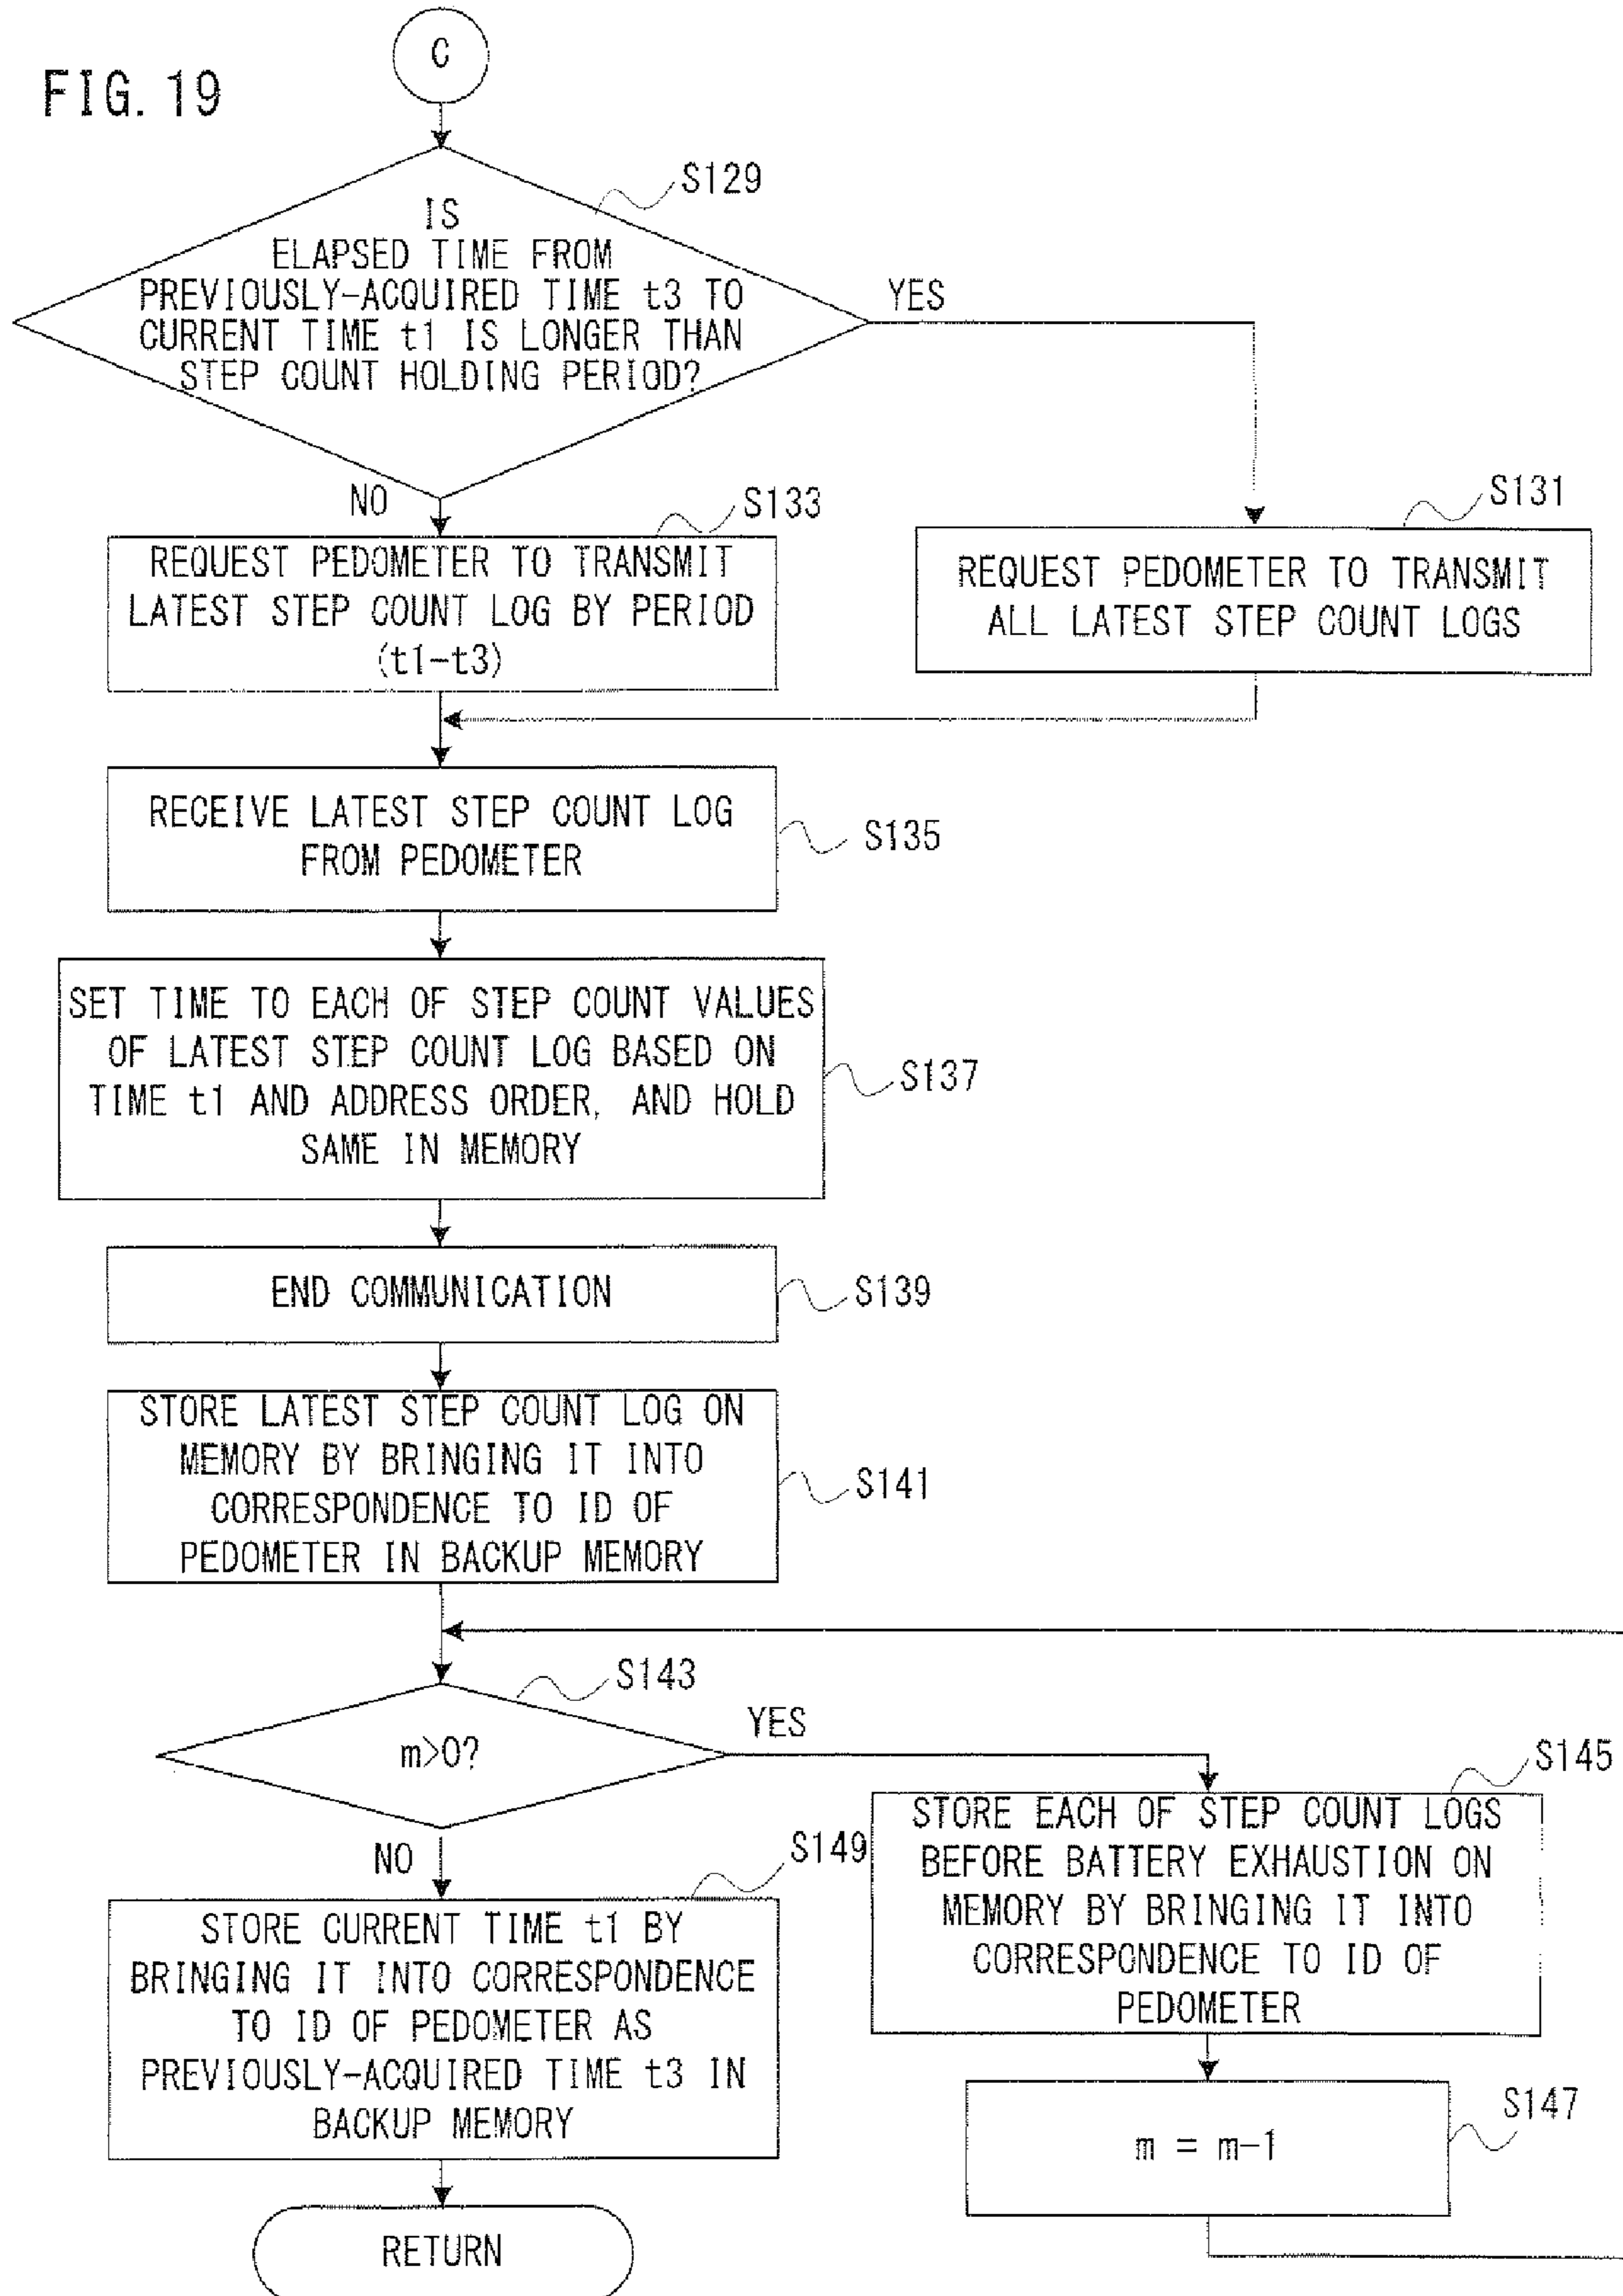 FIG. 19
C
S129
IS
ELAPSED TIME FROM
PREVIOUSLY-ACQUIRED TIME t3 TO
CURRENT TIME t1 IS LONGER THAN
STEP COUNT HOLDING PERIOD?
YES
NO
S133
REQUEST PEDOMETER TO TRANSMIT
LATEST STEP COUNT LOG BY PERIOD
(t1-t3)
S131
REQUEST PEDOMETER TO TRANSMIT
ALL LATEST STEP COUNT LOGS
RECEIVE LATEST STEP COUNT LOG
FROM PEDOMETER
S135
SET TIME TO EACH OF STEP COUNT VALUES
OF LATEST STEP COUNT LOG BASED ON
TIME t1 AND ADDRESS ORDER, AND HOLD
SAME IN MEMORY
S137
END COMMUNICATION
S139
STORE LATEST STEP COUNT LOG ON
MEMORY BY BRINGING IT INTO
CORRESPONDENCE TO ID OF
PEDOMETER IN BACKUP MEMORY
S141
S143
m>0?
YES
NO
S145
STORE EACH OF STEP COUNT LOGS
BEFORE BATTERY EXHAUSTION ON
MEMORY BY BRINGING IT INTO
CORRESPONDENCE TO ID OF
PEDOMETER
S149
STORE CURRENT TIME t1 BY
BRINGING IT INTO CORRESPONDENCE
TO ID OF PEDOMETER AS
PREVIOUSLY-ACQUIRED TIME t3 IN
BACKUP MEMORY
S147
m = m-1
RETURN